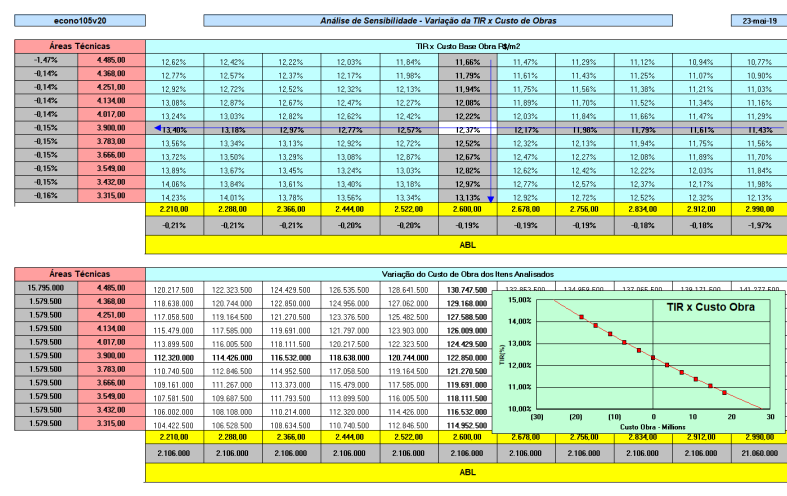 econo105v20 Análise de Sensibilidade - Variação da TIR x Custo de Obras 23-mai-19
Áreas Técnicas TIR x Custo Base Obra R$/m2
-1,47% 4.485,00 12,62% 12,42% 12,22% 12,03% 11,84% 11,66% 11,47% 11,29% 11,12% 10,94% 10,77%
-0,14% 4.368,00 12,77% 12,57% 12,37% 12,17% 11,98% 11,79% 11,61% 11,43% 11,25% 11,07% 10,90%
-0,14% 4.251,00 12,92% 12,72% 12,52% 12,32% 12,13% 11,94% 11,75% 11,56% 11,38% 11,21% 11,03%
-0,14% 4.134,00 13,08% 12,87% 12,67% 12,47% 12,27% 12,08% 11,89% 11,70% 11,52% 11,34% 11,16%
-0,14% 4.017,00 13,24% 13,03% 12,82% 12,62% 12,42% 12,22% 12,03% 11,84% 11,66% 11,47% 11,29%
-0,15% 3.900,00 13,40% 13,18% 12,97% 12,77% 12,57% 12,37% 12,17% 11,98% 11,79% 11,61% 11,43%
-0,15% 3.783,00 13,56% 13,34% 13,13% 12,92% 12,72% 12,52% 12,32% 12,13% 11,94% 11,75% 11,56%
-0,15% 3.666,00 13,72% 13,50% 13,29% 13,08% 12,87% 12,67% 12,47% 12,27% 12,08% 11,89% 11,70%
-0,15% 3.549,00 13,89% 13,67% 13,45% 13,24% 13,03% 12,82% 12,62% 12,42% 12,22% 12,03% 11,84%
-0,15% 3.432,00 14,06% 13,84% 13,61% 13,40% 13,18% 12,97% 12,77% 12,57% 12,37% 12,17% 11,98%
-0,16% 3.315,00 14,23% 14,01% 13,78% 13,56% 13,34% 13,13% 12,92% 12,72% 12,52% 12,32% 12,13%
2.210,00 2.288,00 2.366,00 2.444,00 2.522,00 2.600,00 2.678,00 2.756,00 2.834,00 2.912,00 2.990,00
-0,21% -0,21% -0,21% -0,20% -0,20% -0,19% -0,19% -0,19% -0,18% -0,18% -1,97%
ABL
Áreas Técnicas Variação do Custo de Obra dos Itens Analisados
15.795.000 4.485,00 120.217.500 122.323.500 124.429.500 126.535.500 128.641.500 130.747.500 132.853.500 134.959.500 137.065.500 139.171.500 141.277.500
1.579.500 4.368,00 118.638.000 120.744.000 122.850.000 124.956.000 127.062.000 129.168.000
1.579.500 4.251,00 117.058.500 119.164.500 121.270.500 123.376.500 125.482.500 127.588.500
1.579.500 4.134,00 115.479.000 117.585.000 119.691.000 121.797.000 123.903.000 126.009.000
1.579.500 4.017,00 113.899.500 116.005.500 118.111.500 120.217.500 122.323.500 124.429.500
1.579.500 3.900,00 112.320.000 114.426.000 116.532.000 118.638.000 120.744.000 122.850.000
1.579.500 3.783,00 110.740.500 112.846.500 114.952.500 117.058.500 119.164.500 121.270.500
1.579.500 3.666,00 109.161.000 111.267.000 113.373.000 115.479.000 117.585.000 119.691.000
1.579.500 3.549,00 107.581.500 109.687.500 111.793.500 113.899.500 116.005.500 118.111.500
1.579.500 3.432,00 106.002.000 108.108.000 110.214.000 112.320.000 114.426.000 116.532.000
1.579.500 3.315,00 104.422.500 106.528.500 108.634.500 110.740.500 112.846.500 114.952.500
2.210,00 2.288,00 2.366,00 2.444,00 2.522,00 2.600,00 2.678,00 2.756,00 2.834,00 2.912,00 2.990,00
2.106.000 2.106.000 2.106.000 2.106.000 2.106.000 2.106.000 2.106.000 2.106.000 2.106.000 2.106.000 21.060.000
ABL
TIR x Custo Obra
15,00%
14,00%
13,00%
12,00%
11,00%
10,00%
TIR(%)
(30) (20) (10) 0 10 20 30
Custo Obra - Millions